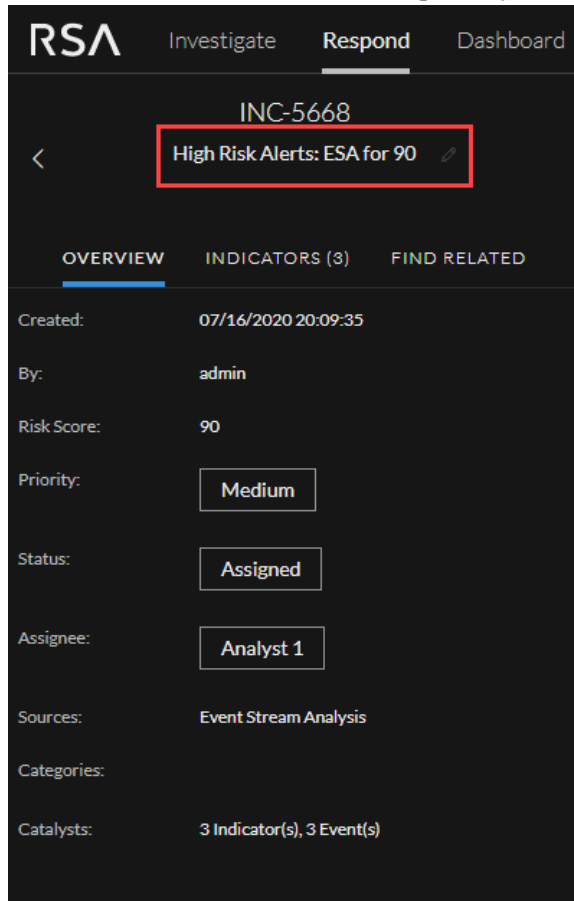 RSA Investigate Respond Dashboard
INC-5668
High Risk Alerts: ESA for 90
OVERVIEW INDICATORS (3) FIND RELATED
Created: 07/16/2020 20:09:35
By: admin
Risk Score: 90
Priority: Medium
Status: Assigned
Assignee: Analyst 1
Sources: Event Stream Analysis
Categories:
Catalysts: 3 Indicator(s), 3 Event(s)